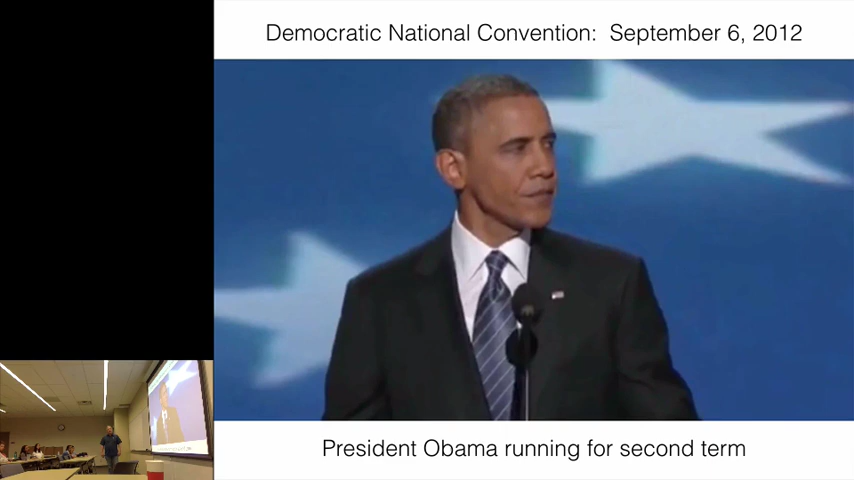 Democratic National Convention:  September 6, 2012
President Obama running for second term